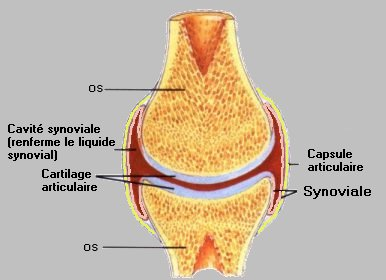 os
Cavité synoviale
(renferme le liquide
synovial)
Cartilage
articulaire
Capsule
articulaire
Synoviale
os